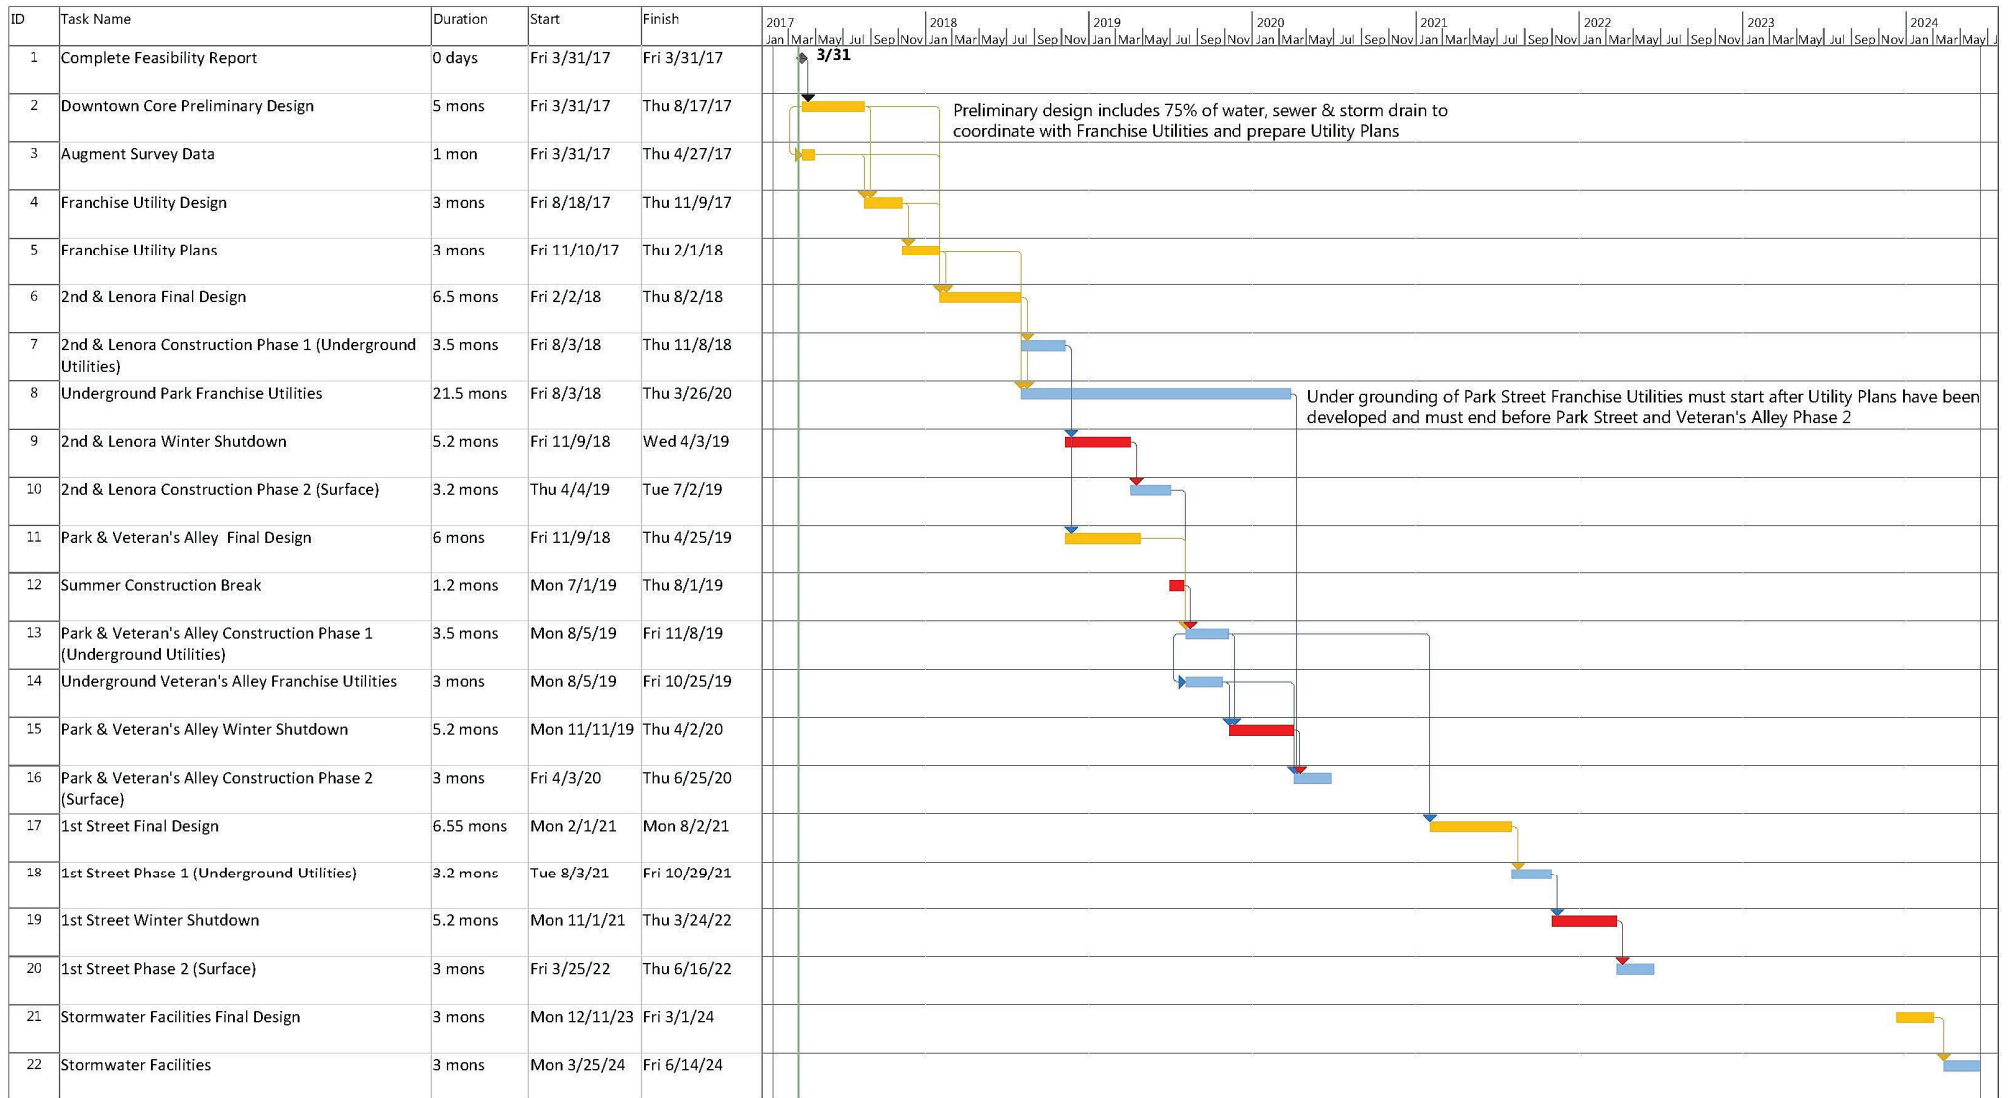 ID Task Name Duration Start Finish 2017 2018 2019 2020 2021 2022 2023 2024
Jan Mar May Jul Sep Nov Jan Mar May Jul Sep Nov Jan Mar May Jul Sep Nov Jan Mar May Jul Sep Nov Jan Mar May Jul Sep Nov Jan Mar May Jul Sep Nov Jan Mar May Jul Sep Nov Jan Mar May J
1 Complete Feasibility Report 0 days Fri 3/31/17 Fri 3/31/17 3/31
2 Downtown Core Preliminary Design 5 mons Fri 3/31/17 Thu 8/17/17
Preliminary design includes 75% of water, sewer & storm drain to
coordinate with Franchise Utilities and prepare Utility Plans
3 Augment Survey Data 1 mon Fri 3/31/17 Thu 4/27/17
4 Franchise Utility Design 3 mons Fri 8/18/17 Thu 11/9/17
5 Franchise Utility Plans 3 mons Fri 11/10/17 Thu 2/1/18
6 2nd & Lenora Final Design 6.5 mons Fri 2/2/18 Thu 8/2/18
7 2nd & Lenora Construction Phase 1 (Underground 3.5 mons Fri 8/3/18 Thu 11/8/18
Utilities)
8 Underground Park Franchise Utilities 21.5 mons Fri 8/3/18 Thu 3/26/20
Under grounding of Park Street Franchise Utilities must start after Utility Plans have been
developed and must end before Park Street and Veteran's Alley Phase 2
9 2nd & Lenora Winter Shutdown 5.2 mons Fri 11/9/18 Wed 4/3/19
10 2nd & Lenora Construction Phase 2 (Surface) 3.2 mons Thu 4/4/19 Tue 7/2/19
11 Park & Veteran's Alley Final Design 6 mons Fri 11/9/18 Thu 4/25/19
12 Summer Construction Break 1.2 mons Mon 7/1/19 Thu 8/1/19
13 Park & Veteran's Alley Construction Phase 1 3.5 mons Mon 8/5/19 Fri 11/8/19
(Underground Utilities)
14 Underground Veteran's Alley Franchise Utilities 3 mons Mon 8/5/19 Fri 10/25/19
15 Park & Veteran's Alley Winter Shutdown 5.2 mons Mon 11/11/19 Thu 4/2/20
16 Park & Veteran's Alley Construction Phase 2 3 mons Fri 4/3/20 Thu 6/25/20
(Surface)
17 1st Street Final Design 6.55 mons Mon 2/1/21 Mon 8/2/21
18 1st Street Phase 1 (Underground Utilities) 3.2 mons Tue 8/3/21 Fri 10/29/21
19 1st Street Winter Shutdown 5.2 mons Mon 11/1/21 Thu 3/24/22
20 1st Street Phase 2 (Surface) 3 mons Fri 3/25/22 Thu 6/16/22
21 Stormwater Facilities Final Design 3 mons Mon 12/11/23 Fri 3/1/24
22 Stormwater Facilities 3 mons Mon 3/25/24 Fri 6/14/24